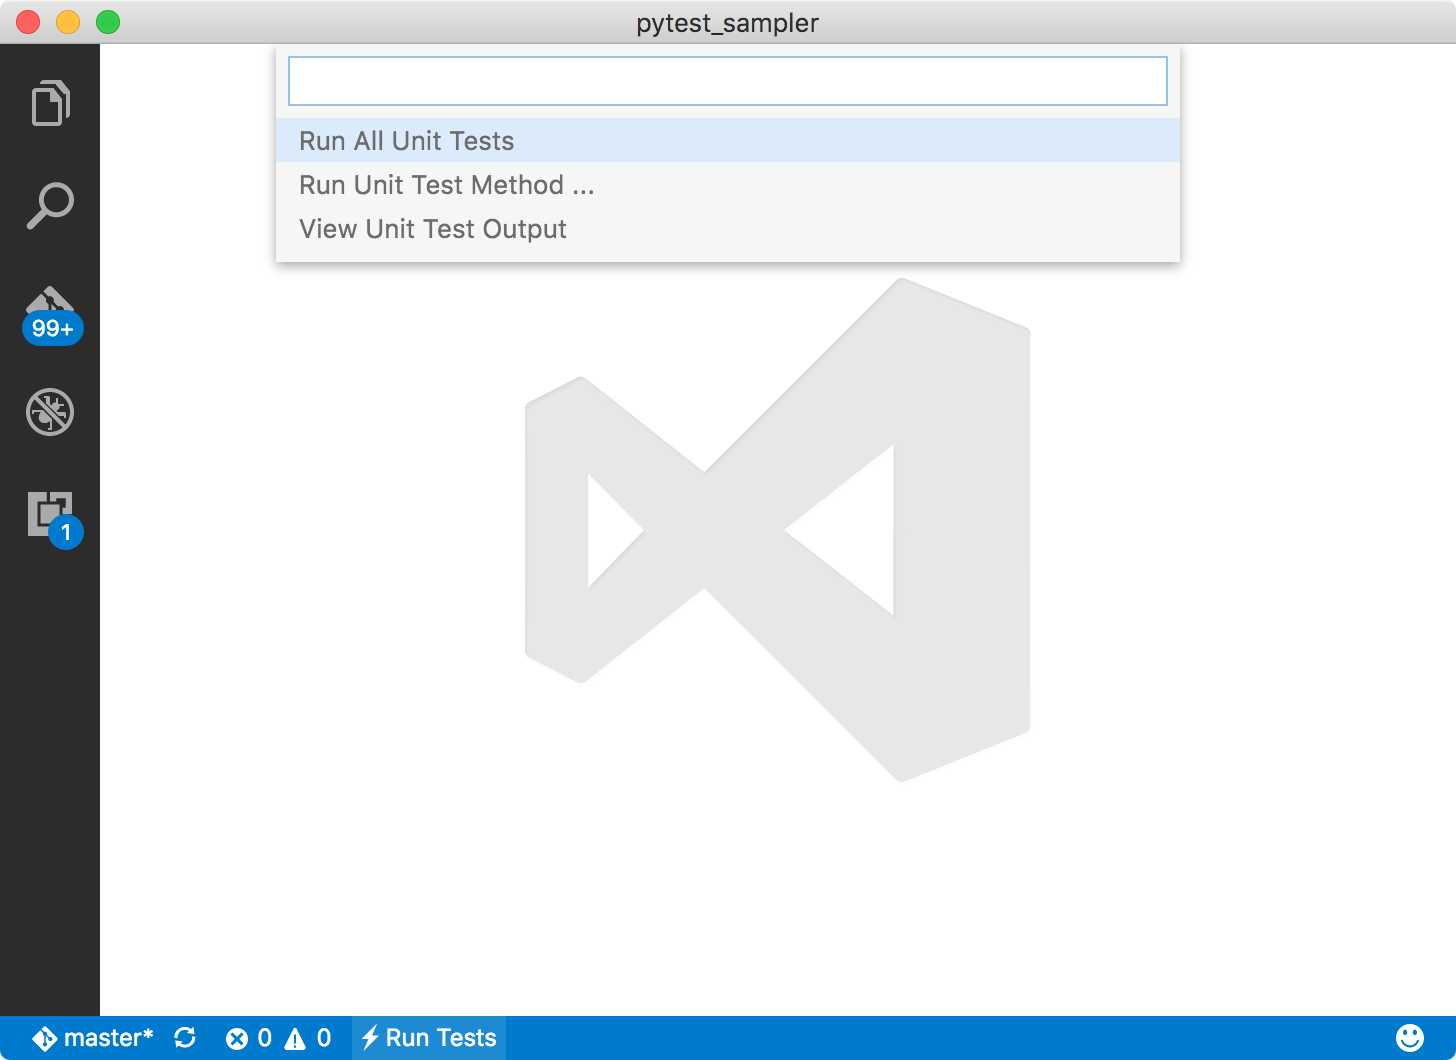 pytest_sampler
Run All Unit Tests
Run Unit Test Method ...
View Unit Test Output
99+
1
master* 0 0 Run Tests